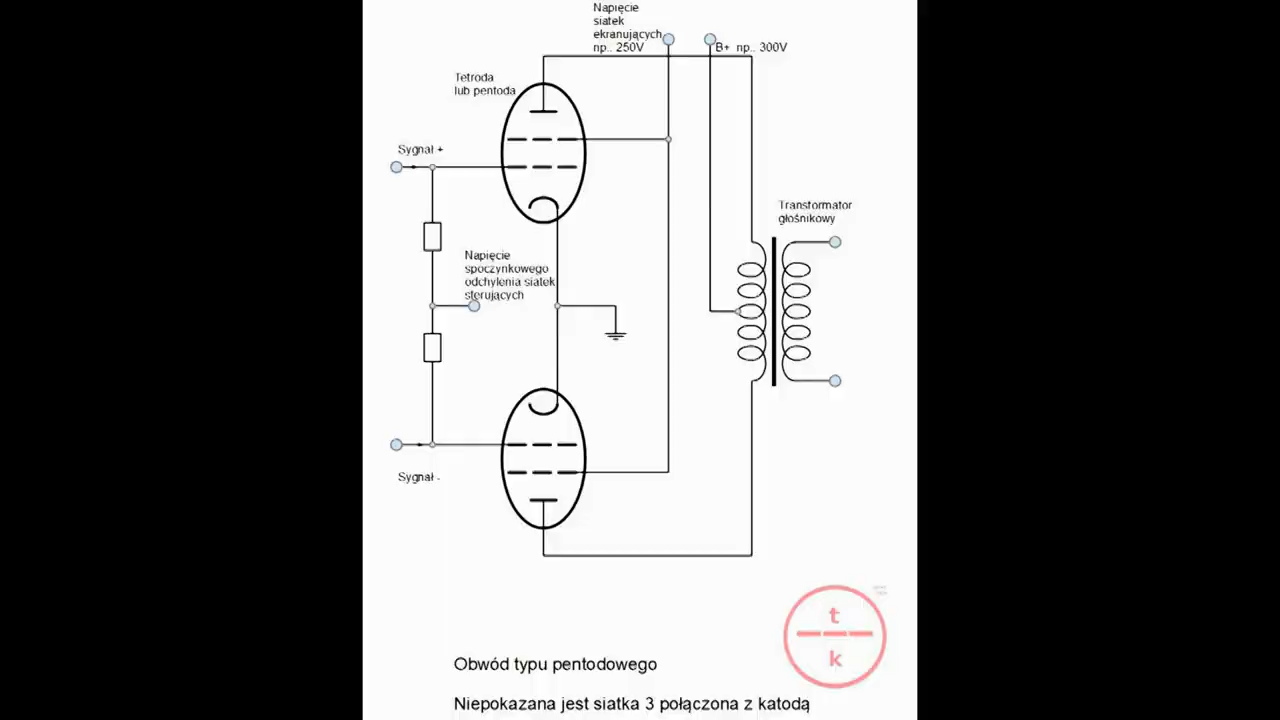 Napięcie
siatek
ekranujących
np.. 250V
B+ np.. 300V
Tetroda
lub pentoda
Sygnał +
Transformator
głośnikowy
Napięcie
spoczynkowego
odchylenia siatek
sterujących
Sygnał -
t
k
Obwód typu pentodowego
Niepokazana jest siatka 3 połączona z katodą